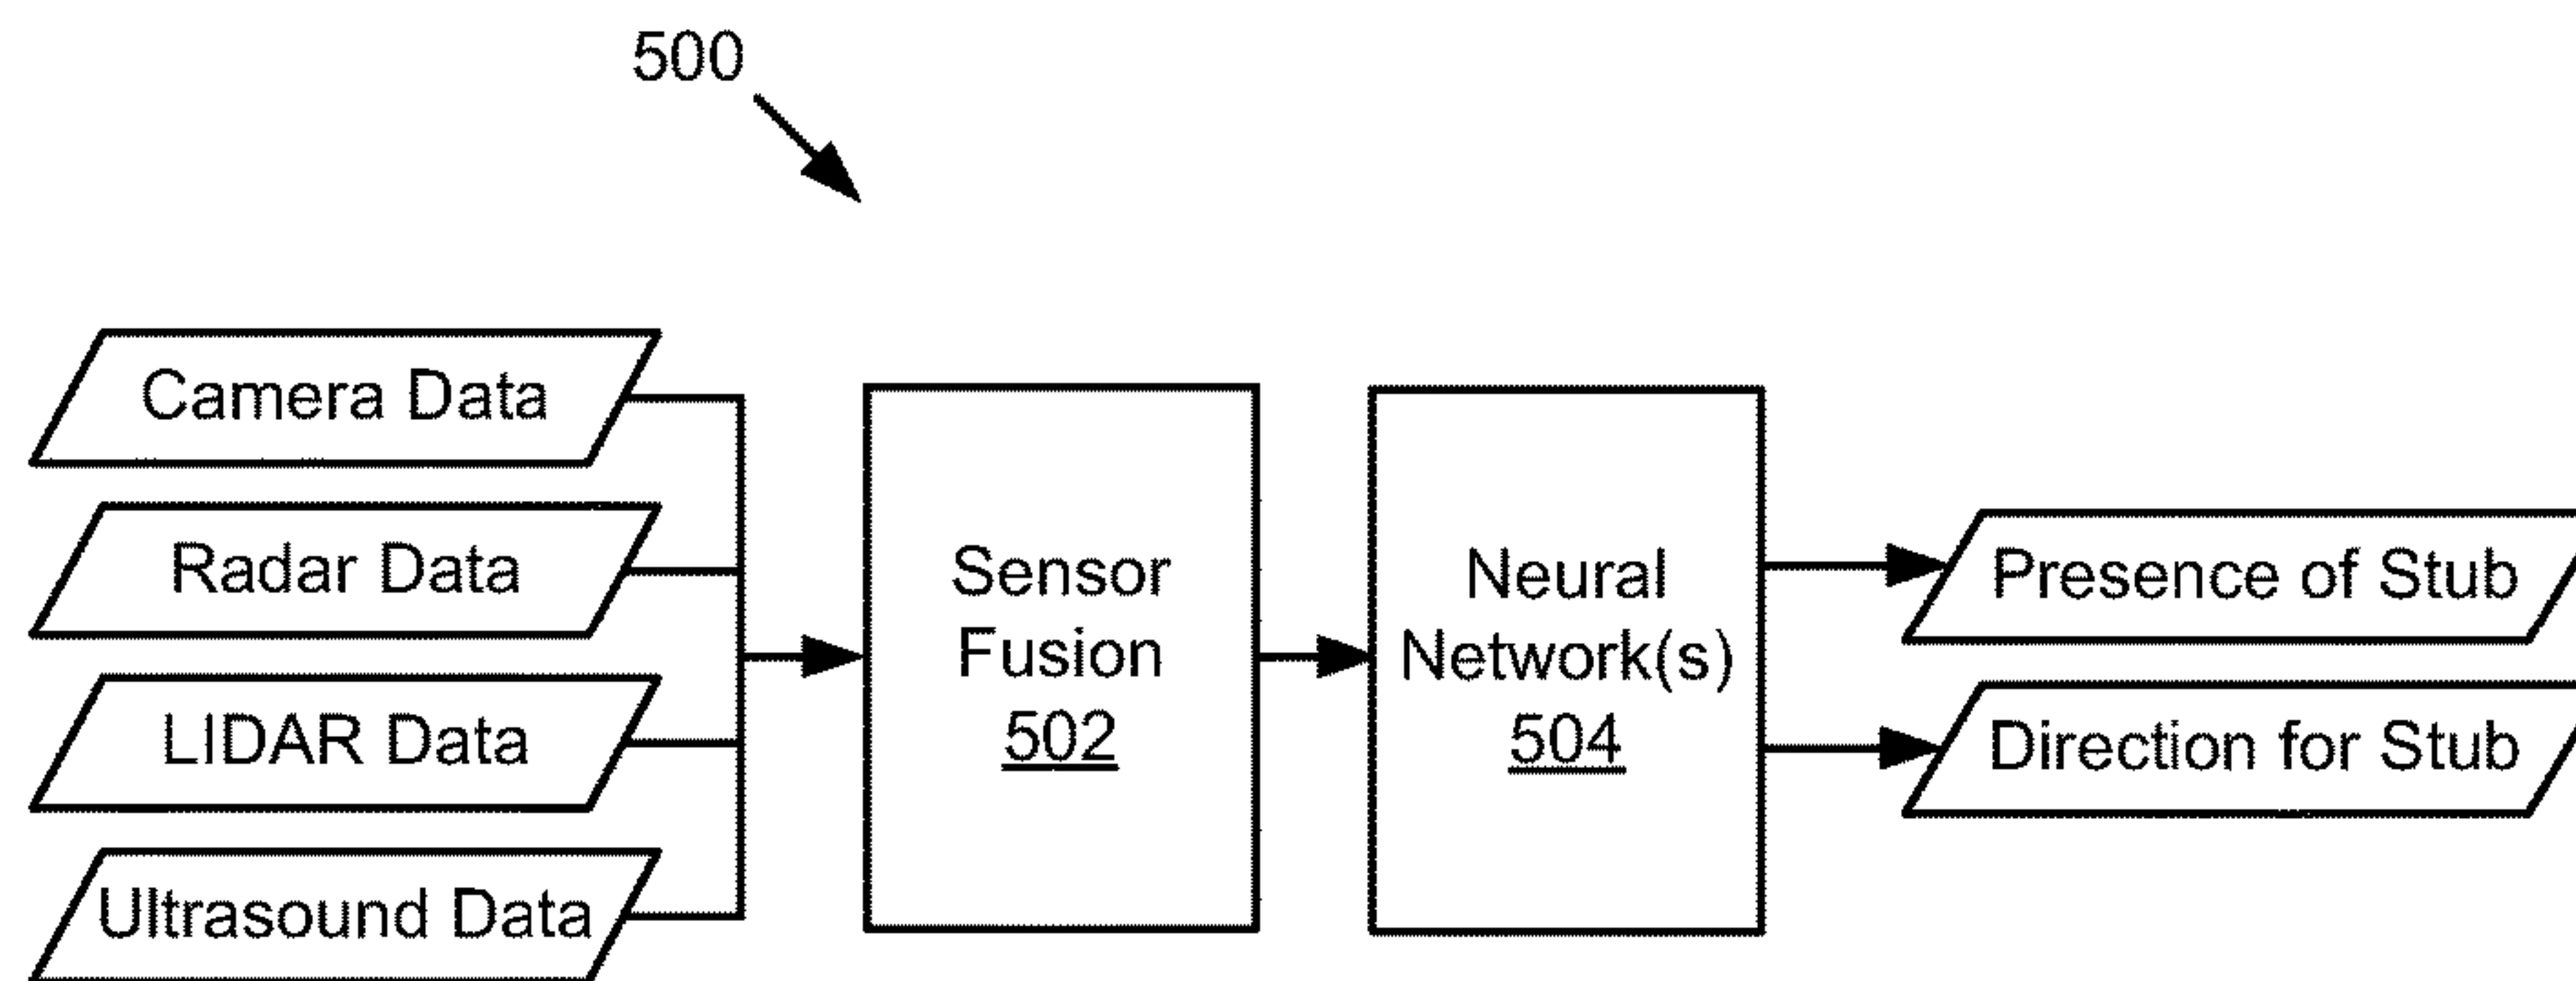 500
Camera Data
Radar Data
LIDAR Data
Ultrasound Data
Sensor
Fusion
502
Neural
Network(s)
504
Presence of Stub
Direction for Stub